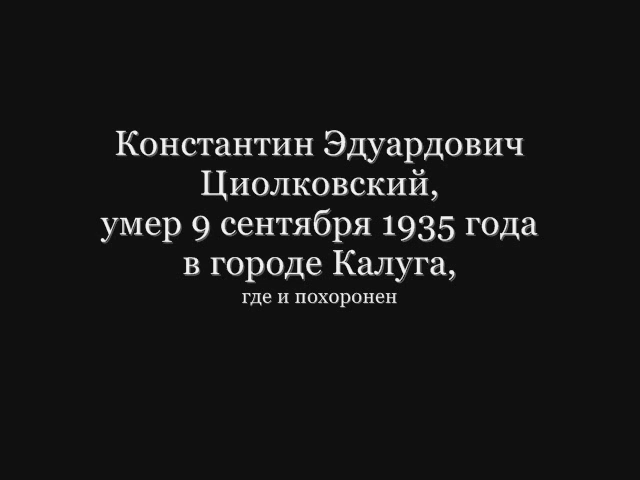 Константин Эдуардович
Циолковский,
умер 9 сентября 1935 года
в городе Калуга,
где и похоронен